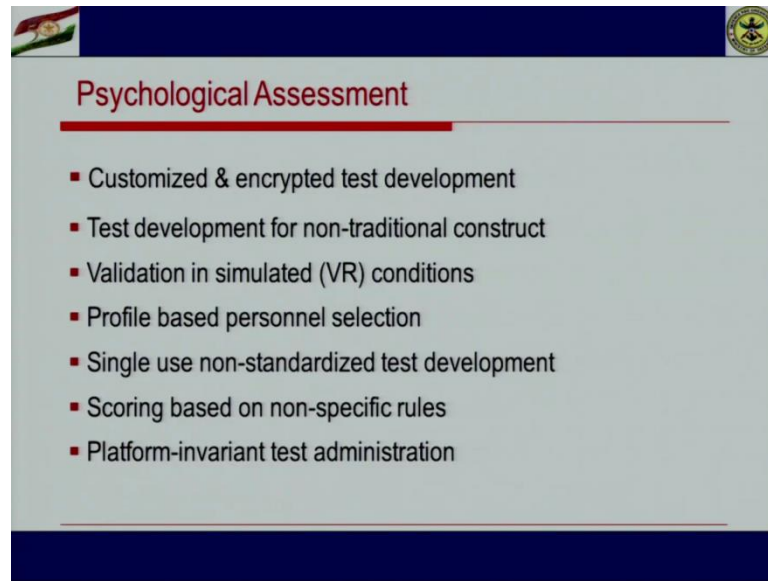 Psychological Assessment
▪ Customized & encrypted test development
▪ Test development for non-traditional construct
▪ Validation in simulated (VR) conditions
▪ Profile based personnel selection
▪ Single use non-standardized test development
▪ Scoring based on non-specific rules
▪ Platform-invariant test administration